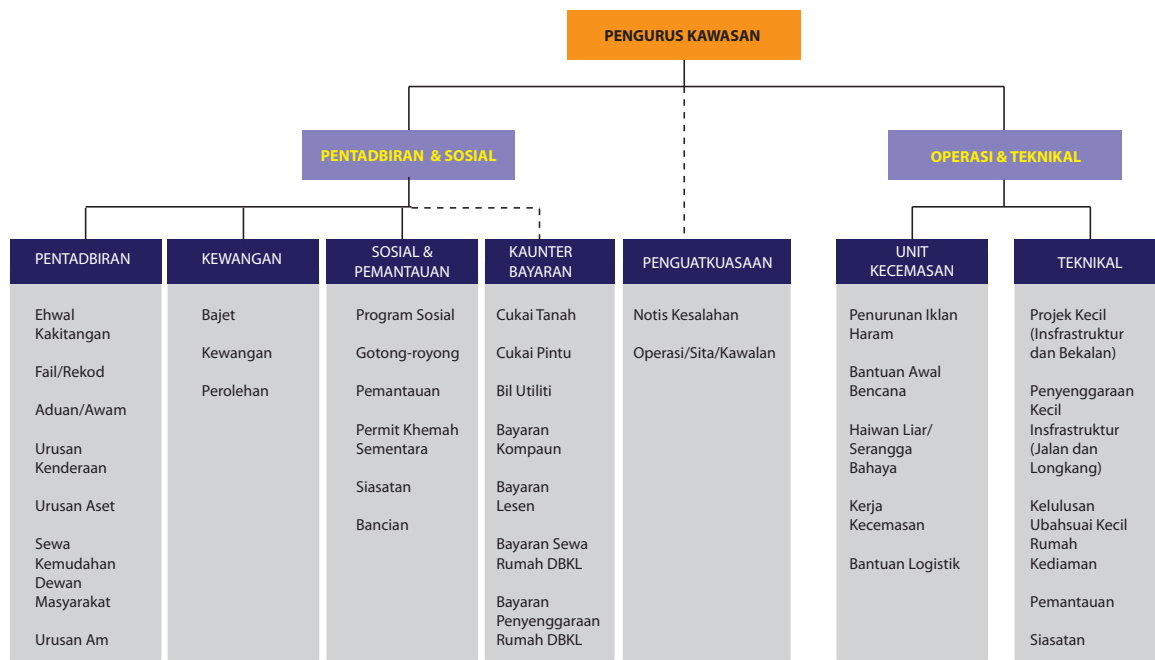 PENGURUS KAWASAN
PENTADBIRAN & SOSIAL
OPERASI & TEKNIKAL
PENTADBIRAN
Ehwal
Kakitangan
Fail/Rekod
Aduan/Awam
Urusan
Kenderaan
Urusan Aset
Sewa
Kemudahan
Dewan
Masyarakat
Urusan Am
KEWANGAN
Bajet
Kewangan
Perolehan
SOSIAL &
PEMANTAUAN
Program Sosial
Gotong-royong
Pemantauan
Permit Khemah
Sementara
Siasatan
Bancian
KAUNTER
BAYARAN
Cukai Tanah
Cukai Pintu
Bil Utiliti
Bayaran
Kompaun
Bayaran
Lesen
Bayaran Sewa
Rumah DBKL
Bayaran
Penyenggaraan
Rumah DBKL
PENGUATKUASAAN
Notis Kesalahan
Operasi/Sita/Kawalan
UNIT
KECEMASAN
Penurunan Iklan
Haram
Bantuan Awal
Bencana
Haiwan Liar/
Serangga
Bahaya
Kerja
Kecemasan
Bantuan Logistik
TEKNIKAL
Projek Kecil
(Insfrastruktur
dan Bekalan)
Penyenggaraan
Kecil
Insfrastruktur
(Jalan dan
Longkang)
Kelulusan
Ubahsuai Kecil
Rumah
Kediaman
Pemantauan
Siasatan